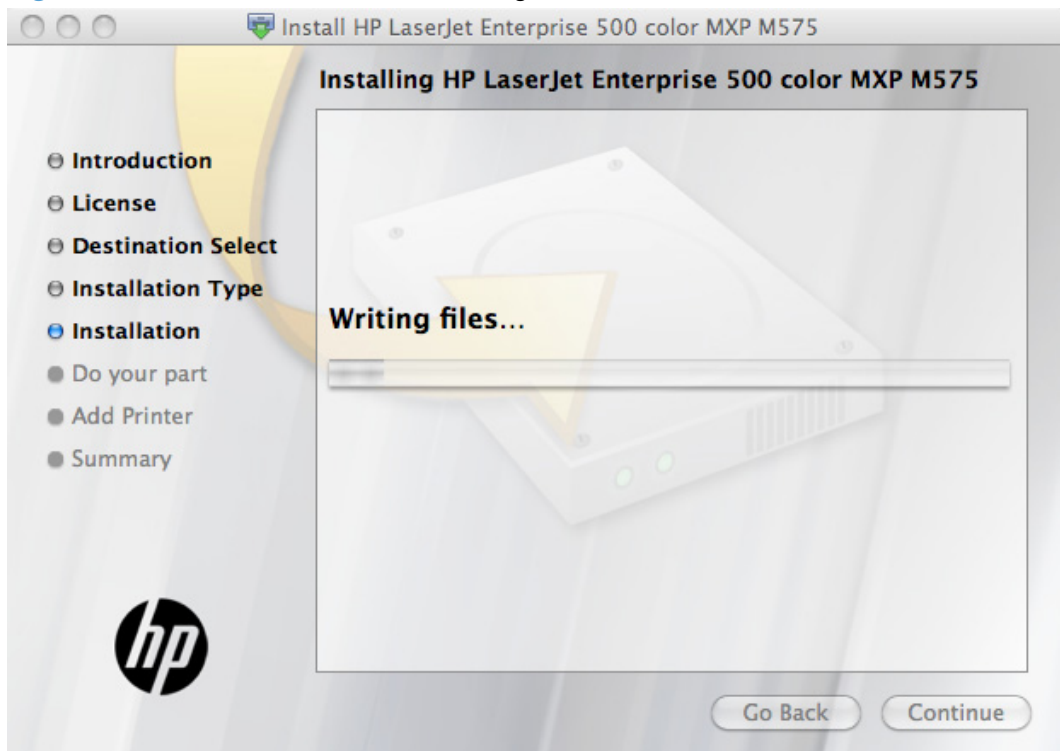 Install HP LaserJet Enterprise 500 color MXP M575
Installing HP LaserJet Enterprise 500 color MXP M575
Introduction
License
Destination Select
Installation Type
Installation
Do your part
Add Printer
Summary
Writing files...
hp
Go Back
Continue